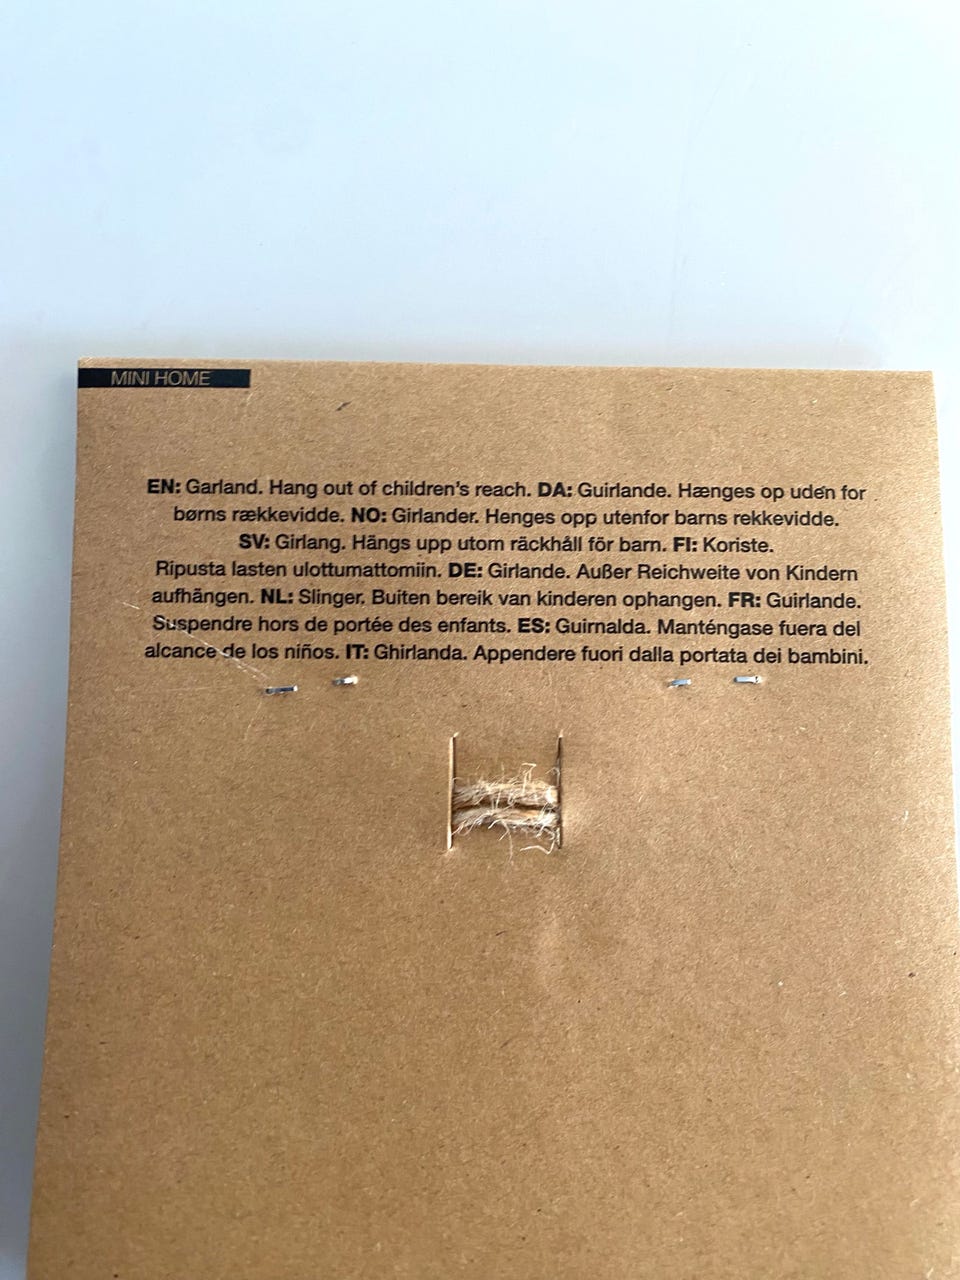 MINI HOME
EN: Garland. Hang out of children's reach. DA: Guirlande. Hænges op uden for
børns rækkevidde. NO: Girlander. Henges opp utenfor barns rekkevidde.
SV: Girlang. Hängs upp utom räckhåll för barn. FI: Koriste.
Ripusta lasten ulottumattomiin. DE: Girlande. Außer Reichweite von Kindern
aufhängen. NL: Slinger. Buiten bereik van kinderen ophangen. FR: Guirlande.
Suspendre hors de portée des enfants. ES: Guirnalda. Manténgase fuera del
alcance de los niños. IT: Ghirlanda. Appendere fuori dalla portata dei bambini.